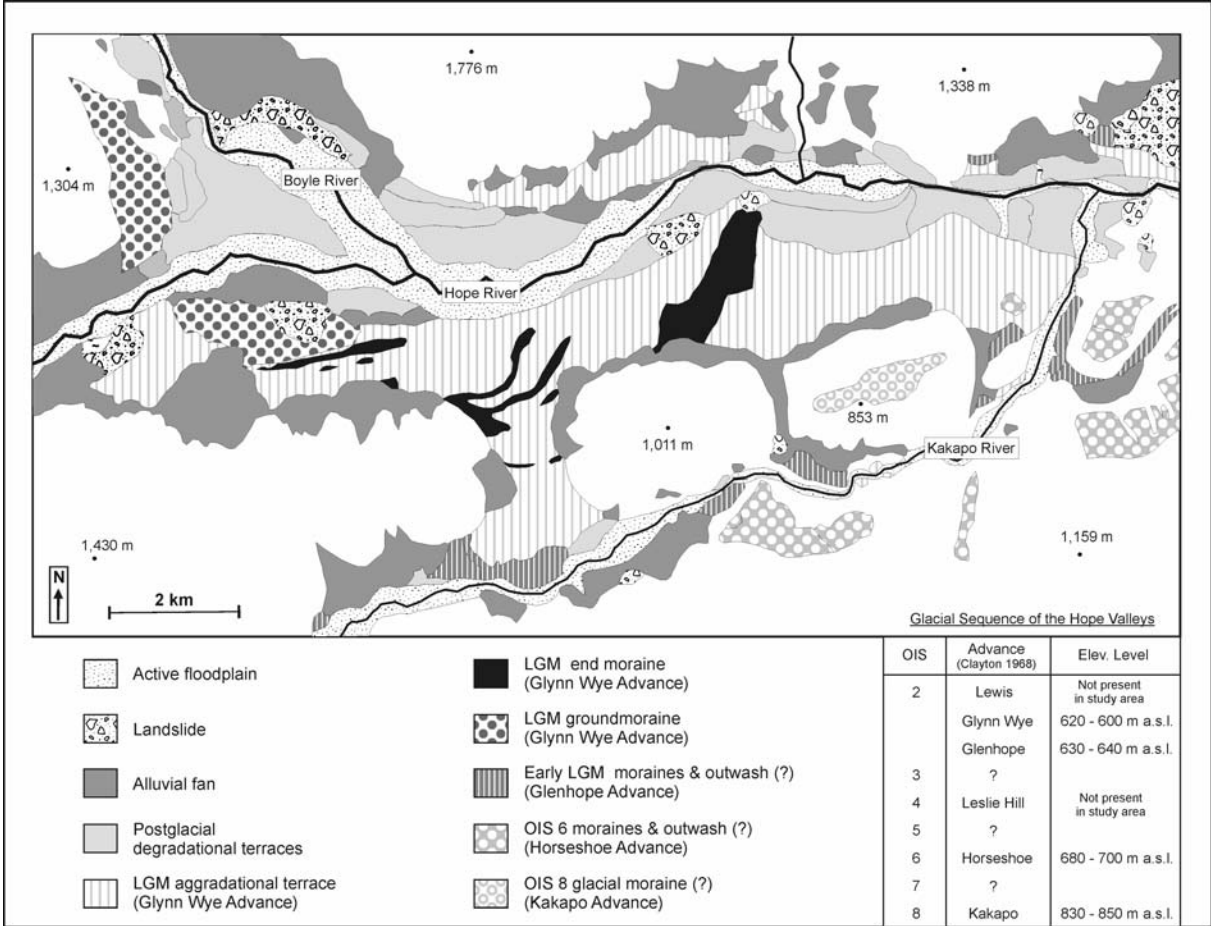 1,776 m
1,338 m
1,304 m
Boyle River
Hope River
853 m
1,011 m
Kakapo River
1,430 m
1,159 m
N
2 km
Glacial Sequence of the Hope Valleys
Active floodplain
Landslide
Alluvial fan
Postglacial
degradational terraces
LGM aggradational terrace
(Glynn Wye Advance)
LGM end moraine
(Glynn Wye Advance)
LGM groundmoraine
(Glynn Wye Advance)
Early LGM moraines & outwash (?)
(Glenhope Advance)
OIS 6 moraines & outwash (?)
(Horseshoe Advance)
OIS 8 glacial moraine (?)
(Kakapo Advance)
OIS Advance (Clayton 1968) Elev. Level
2 Lewis Not present in study area
Glynn Wye 620 - 600 m a.s.l.
Glenhope 630 - 640 m a.s.l.
3 ?
4 Leslie Hill Not present in study area
5 ?
6 Horseshoe 680 - 700 m a.s.l.
7 ?
8 Kakapo 830 - 850 m a.s.l.